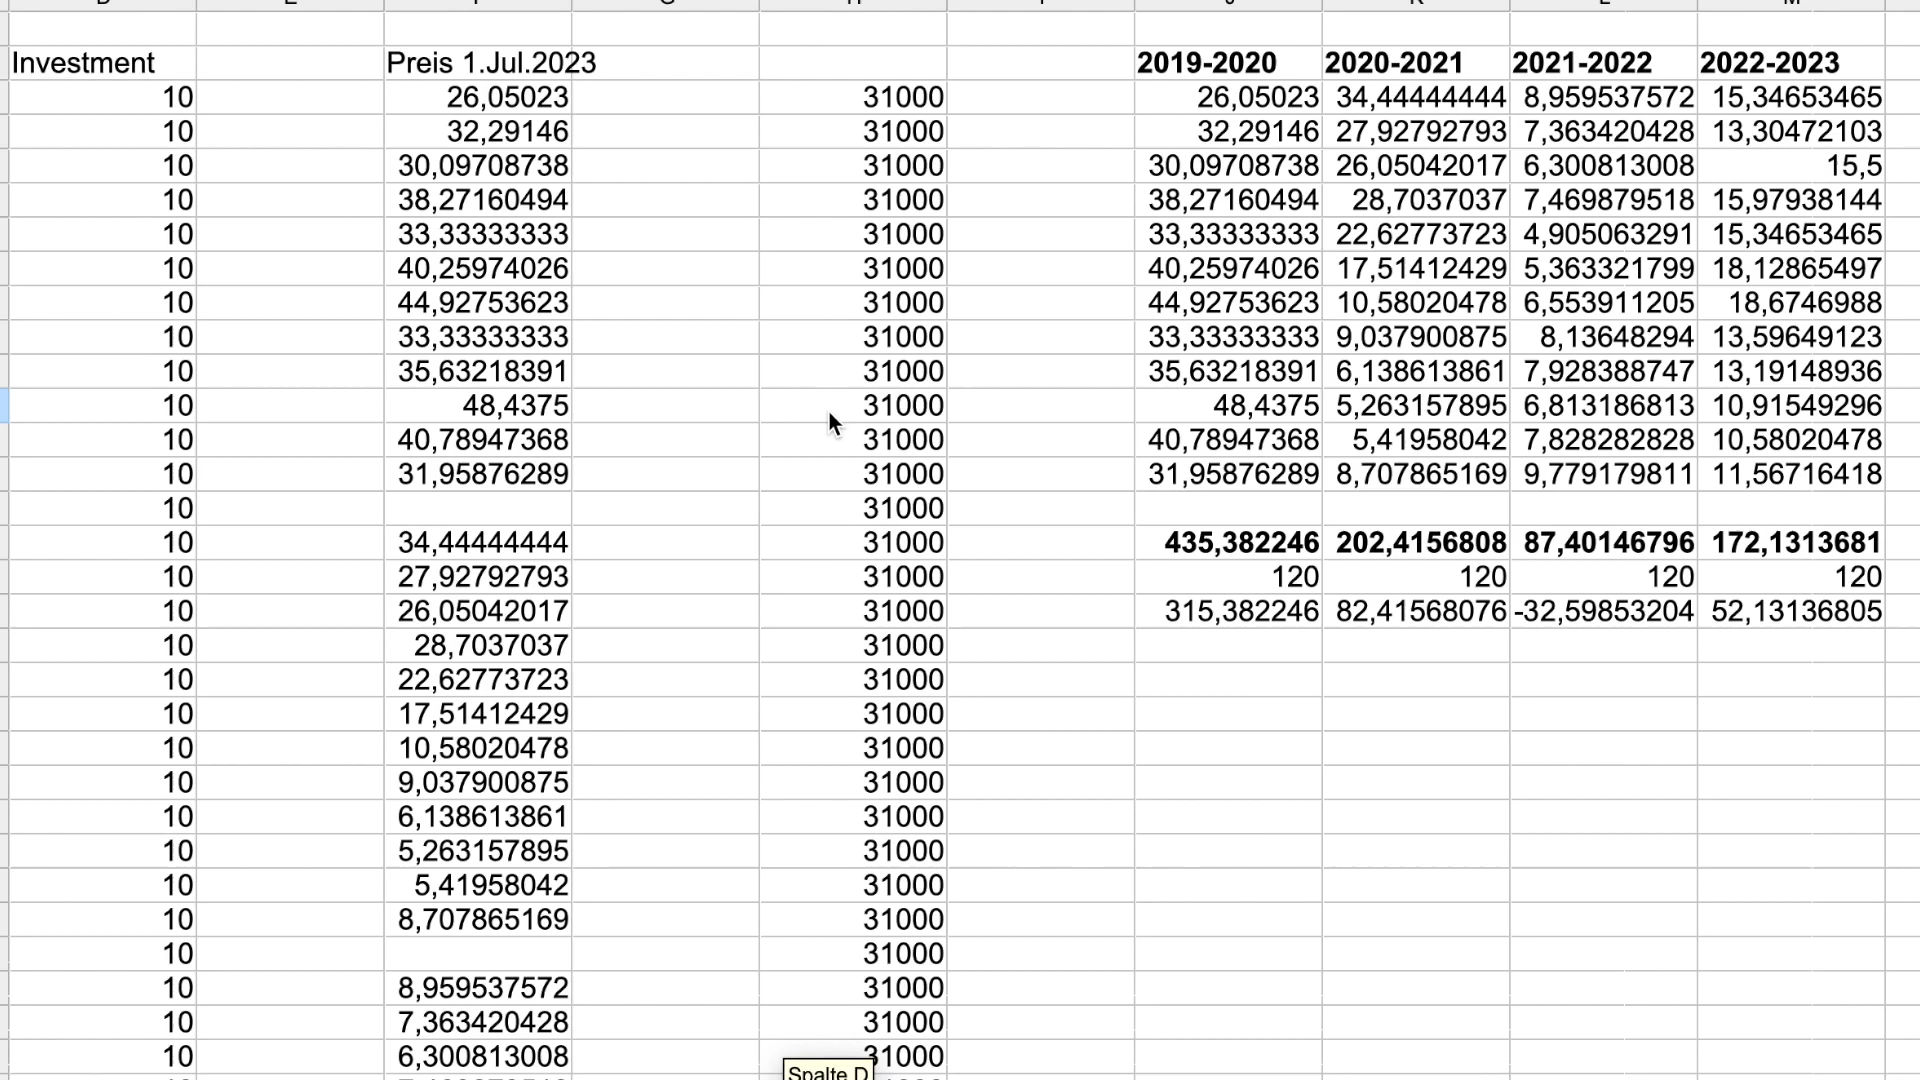 Investment Preis 1.Jul.2023 2019-2020 2020-2021 2021-2022 2022-2023
10 26,05023 31000 26,05023 34,44444444 8,959537572 15,34653465
10 32,29146 31000 32,29146 27,92792793 7,363420428 13,30472103
10 30,09708738 31000 30,09708738 26,05042017 6,300813008 15,5
10 38,27160494 31000 38,27160494 28,7037037 7,469879518 15,97938144
10 33,33333333 31000 33,33333333 22,62773723 4,905063291 15,34653465
10 40,25974026 31000 40,25974026 17,51412429 5,363321799 18,12865497
10 44,92753623 31000 44,92753623 10,58020478 6,553911205 18,6746988
10 33,33333333 31000 33,33333333 9,037900875 8,13648294 13,59649123
10 35,63218391 31000 35,63218391 6,138613861 7,928388747 13,19148936
10 48,4375 31000 48,4375 5,263157895 6,813186813 10,91549296
10 40,78947368 31000 40,78947368 5,41958042 7,828282828 10,58020478
10 31,95876289 31000 31,95876289 8,707865169 9,779179811 11,56716418
10 31000
10 34,44444444 31000 435,382246 202,4156808 87,40146796 172,1313681
10 27,92792793 31000 120 120 120 120
10 26,05042017 31000 315,382246 82,41568076 -32,59853204 52,13136805
10 28,7037037 31000
10 22,62773723 31000
10 17,51412429 31000
10 10,58020478 31000
10 9,037900875 31000
10 6,138613861 31000
10 5,263157895 31000
10 5,41958042 31000
10 8,707865169 31000
10 31000
10 8,959537572 31000
10 7,363420428 31000
10 6,300813008 31000
Spalte D